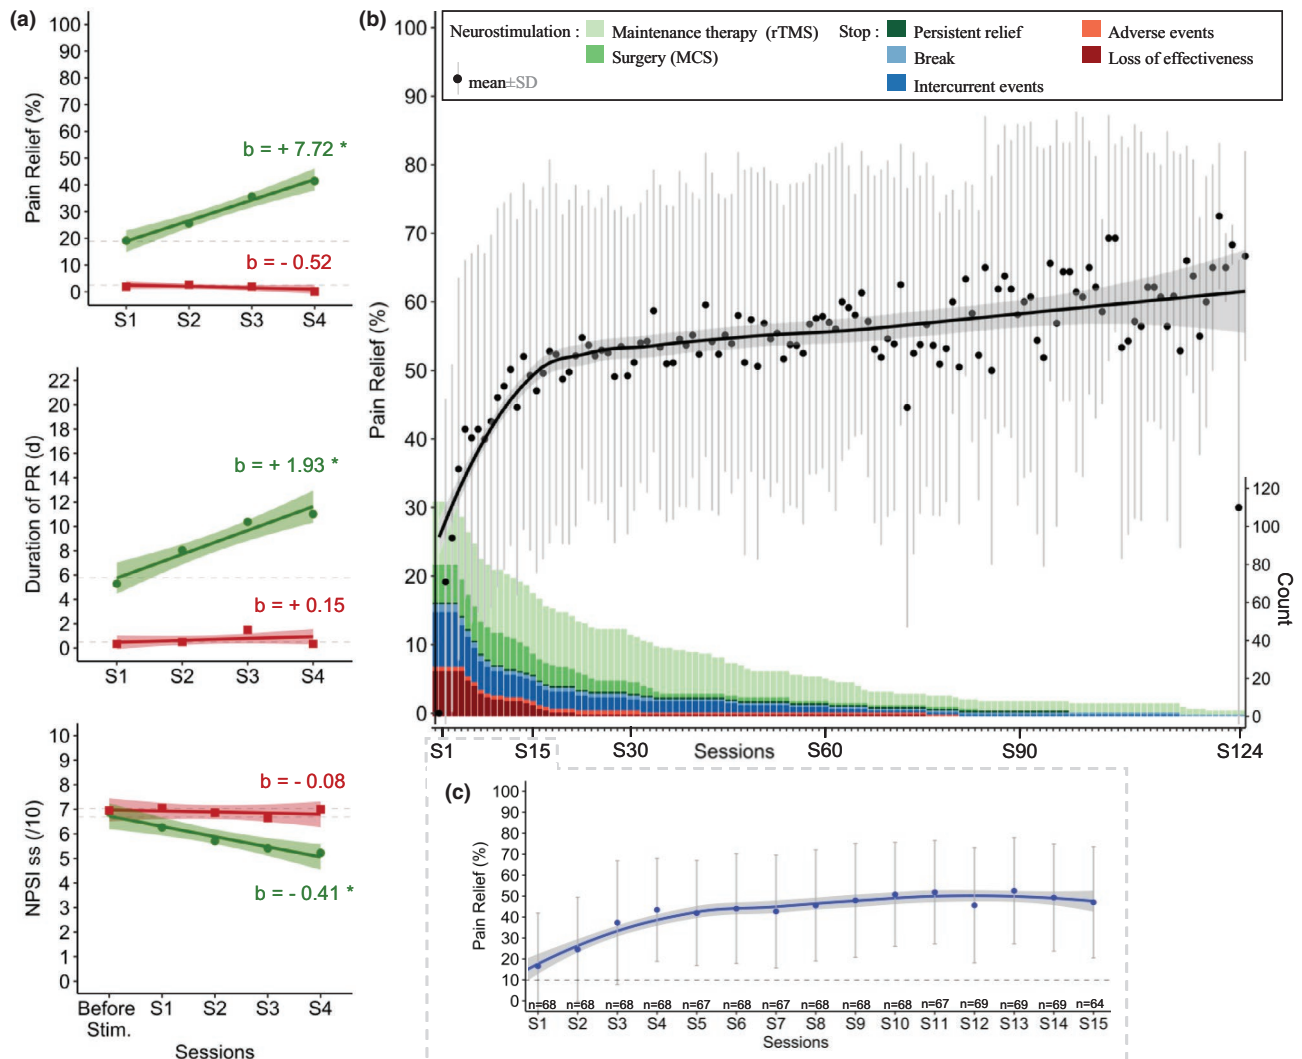 (a)
100
90
80
70
60
50
40
30
20
10
0
Pain Relief (%)
b = + 7.72 *
b = - 0.52
S1 S2 S3 S4
22
20
18
16
14
12
10
8
6
4
2
0
Duration of PR (d)
b = + 1.93 *
b = + 0.15
S1 S2 S3 S4
10
9
8
7
6
5
4
3
2
1
0
NPSI ss (/10)
b = - 0.08
b = - 0.41 *
Before S1 S2 S3 S4
Stim.
Sessions
(b)
Neurostimulation : Maintenance therapy (rTMS) Stop : Persistent relief Adverse events
Surgery (MCS) Break Loss of effectiveness
mean±SD Intercurrent events
100
90
80
70
60
50
40
30
20
10
0
Pain Relief (%)
120
100
80
60
40
20
0
Count
S1 S15 S30 Sessions S60 S90 S124
(c)
100
90
80
70
60
50
40
30
20
10
0
Pain Relief (%)
n=68 n=68 n=68 n=68 n=67 n=68 n=67 n=68 n=68 n=68 n=67 n=69 n=69 n=69 n=64
S1 S2 S3 S4 S5 S6 S7 S8 S9 S10 S11 S12 S13 S14 S15
Sessions